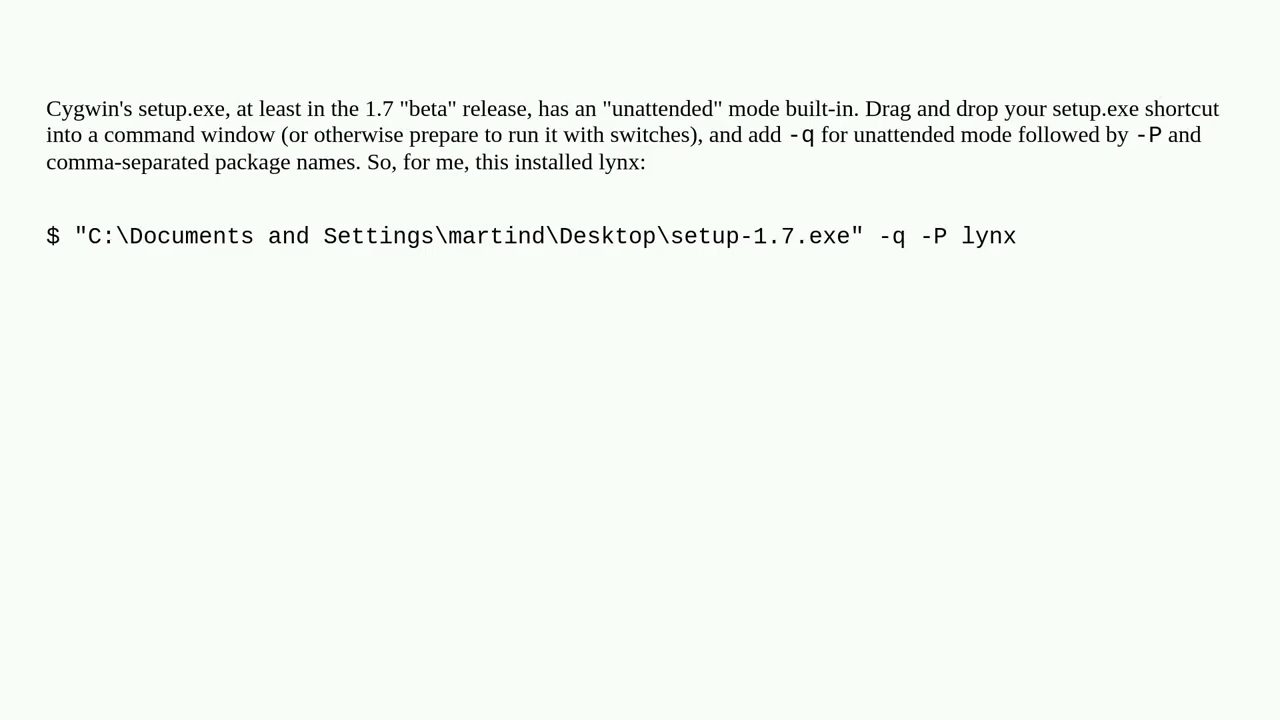 Cygwin's setup.exe, at least in the 1.7 "beta" release, has an "unattended" mode built-in. Drag and drop your setup.exe shortcut
into a command window (or otherwise prepare to run it with switches), and add -q for unattended mode followed by -P and
comma-separated package names. So, for me, this installed lynx:
$ "C:\Documents and Settings\martind\Desktop\setup-1.7.exe" -q -P lynx